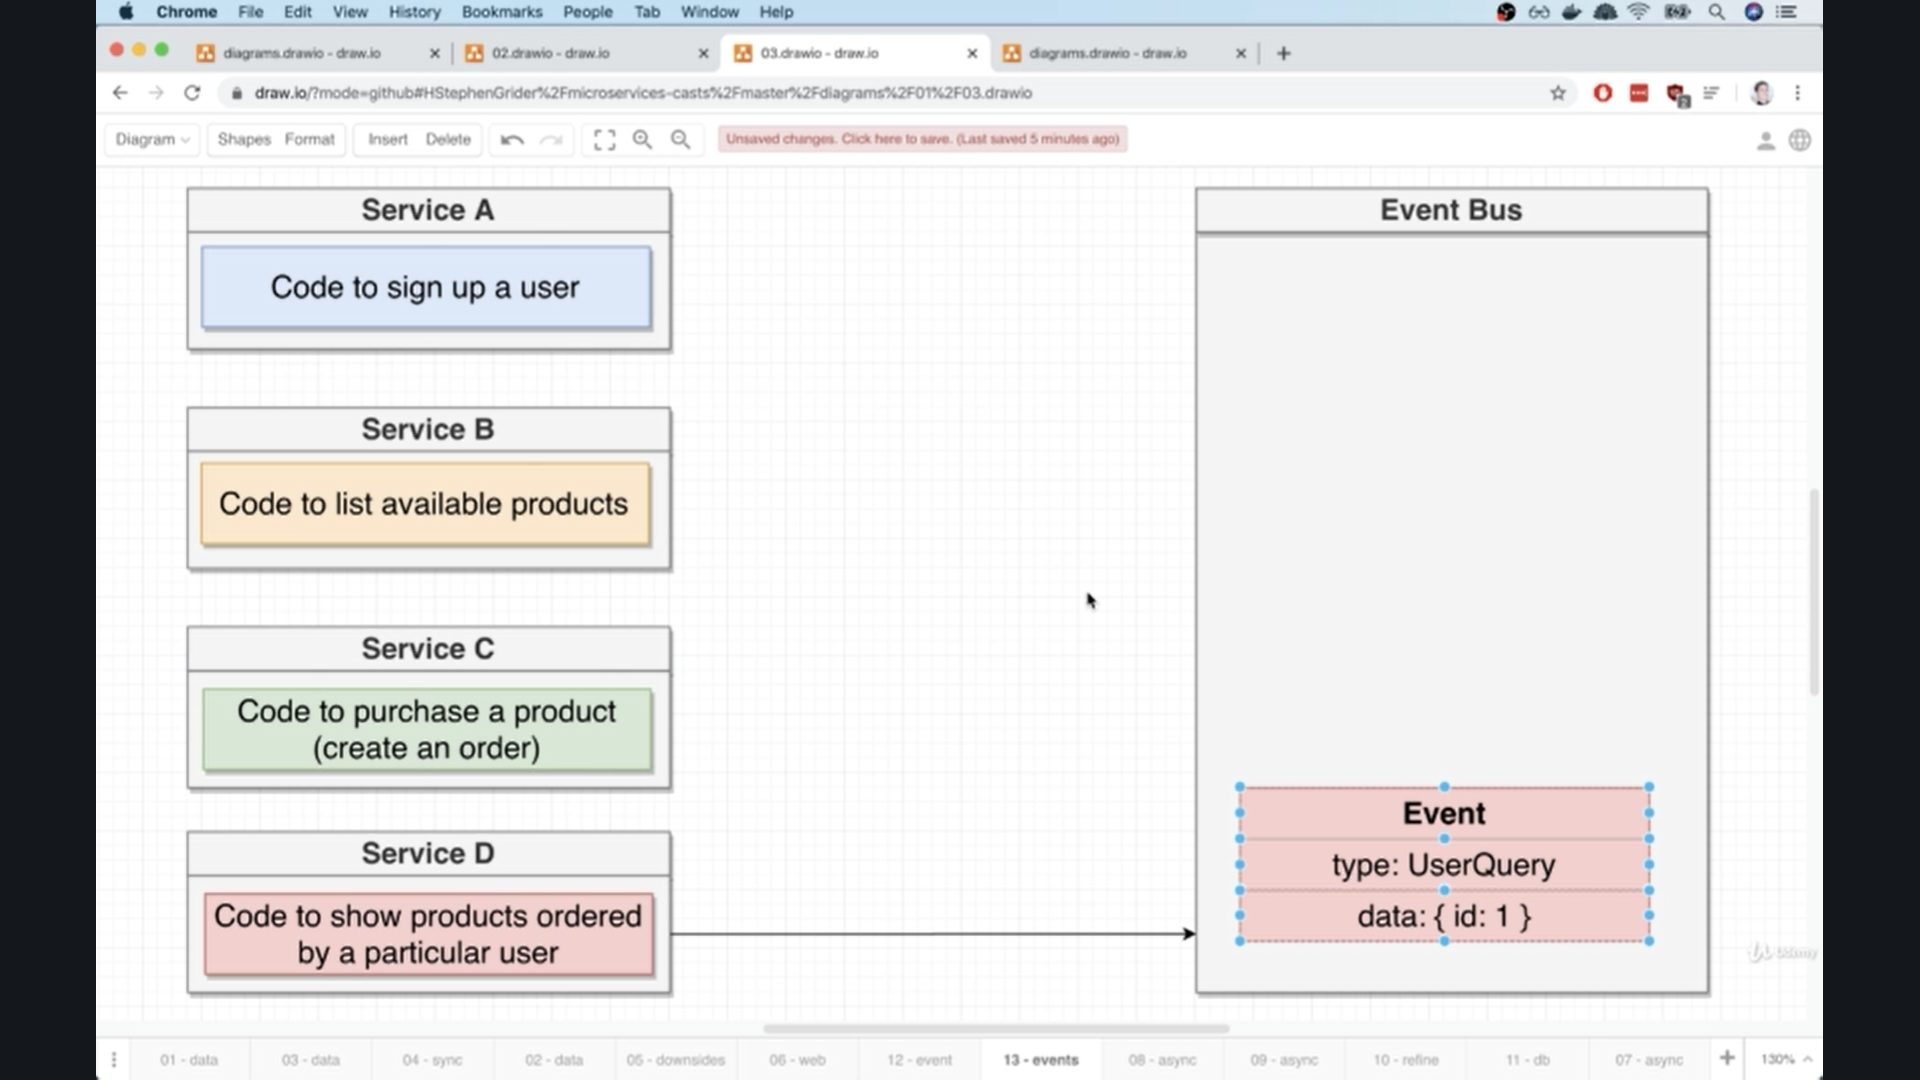 Chrome File Edit View History Bookmarks People Tab Window Help
diagrams.drawio - draw.io
02.drawio - draw.io
03.drawio - draw.io
diagrams.drawio - draw.io
draw.io/?mode=github#HStephenGrider%2Fmicroservices-casts%2Fmaster%2Fdiagrams%2F01%2F03.drawio
2
Diagram
Shapes
Format
Insert
Delete
Unsaved changes. Click here to save. (Last saved 5 minutes ago)
Service A
Code to sign up a user
Service B
Code to list available products
Service C
Code to purchase a product
(create an order)
Service D
Code to show products ordered
by a particular user
Event Bus
Event
type: UserQuery
data: { id: 1 }
Udemy
01 - data
03 - data
04 - sync
02 - data
05 - downsides
06 - web
12 - event
13 - events
08 - async
09 - async
10 - refine
11 - db
07 - async
130%